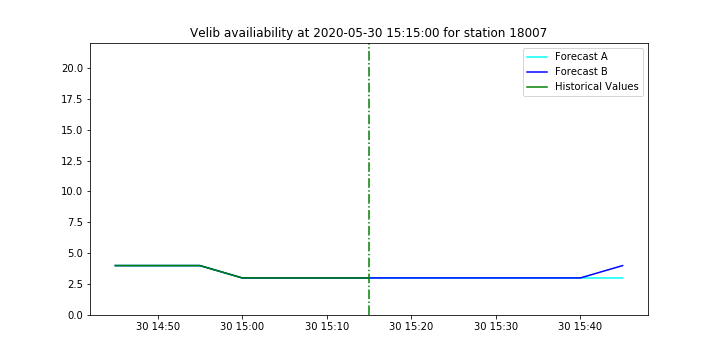 Velib availiability at 2020-05-30 15:15:00 for station 18007
Forecast A
Forecast B
Historical Values
20.0
17.5
15.0
12.5
10.0
7.5
5.0
2.5
0.0
30 14:50 30 15:00 30 15:10 30 15:20 30 15:30 30 15:40